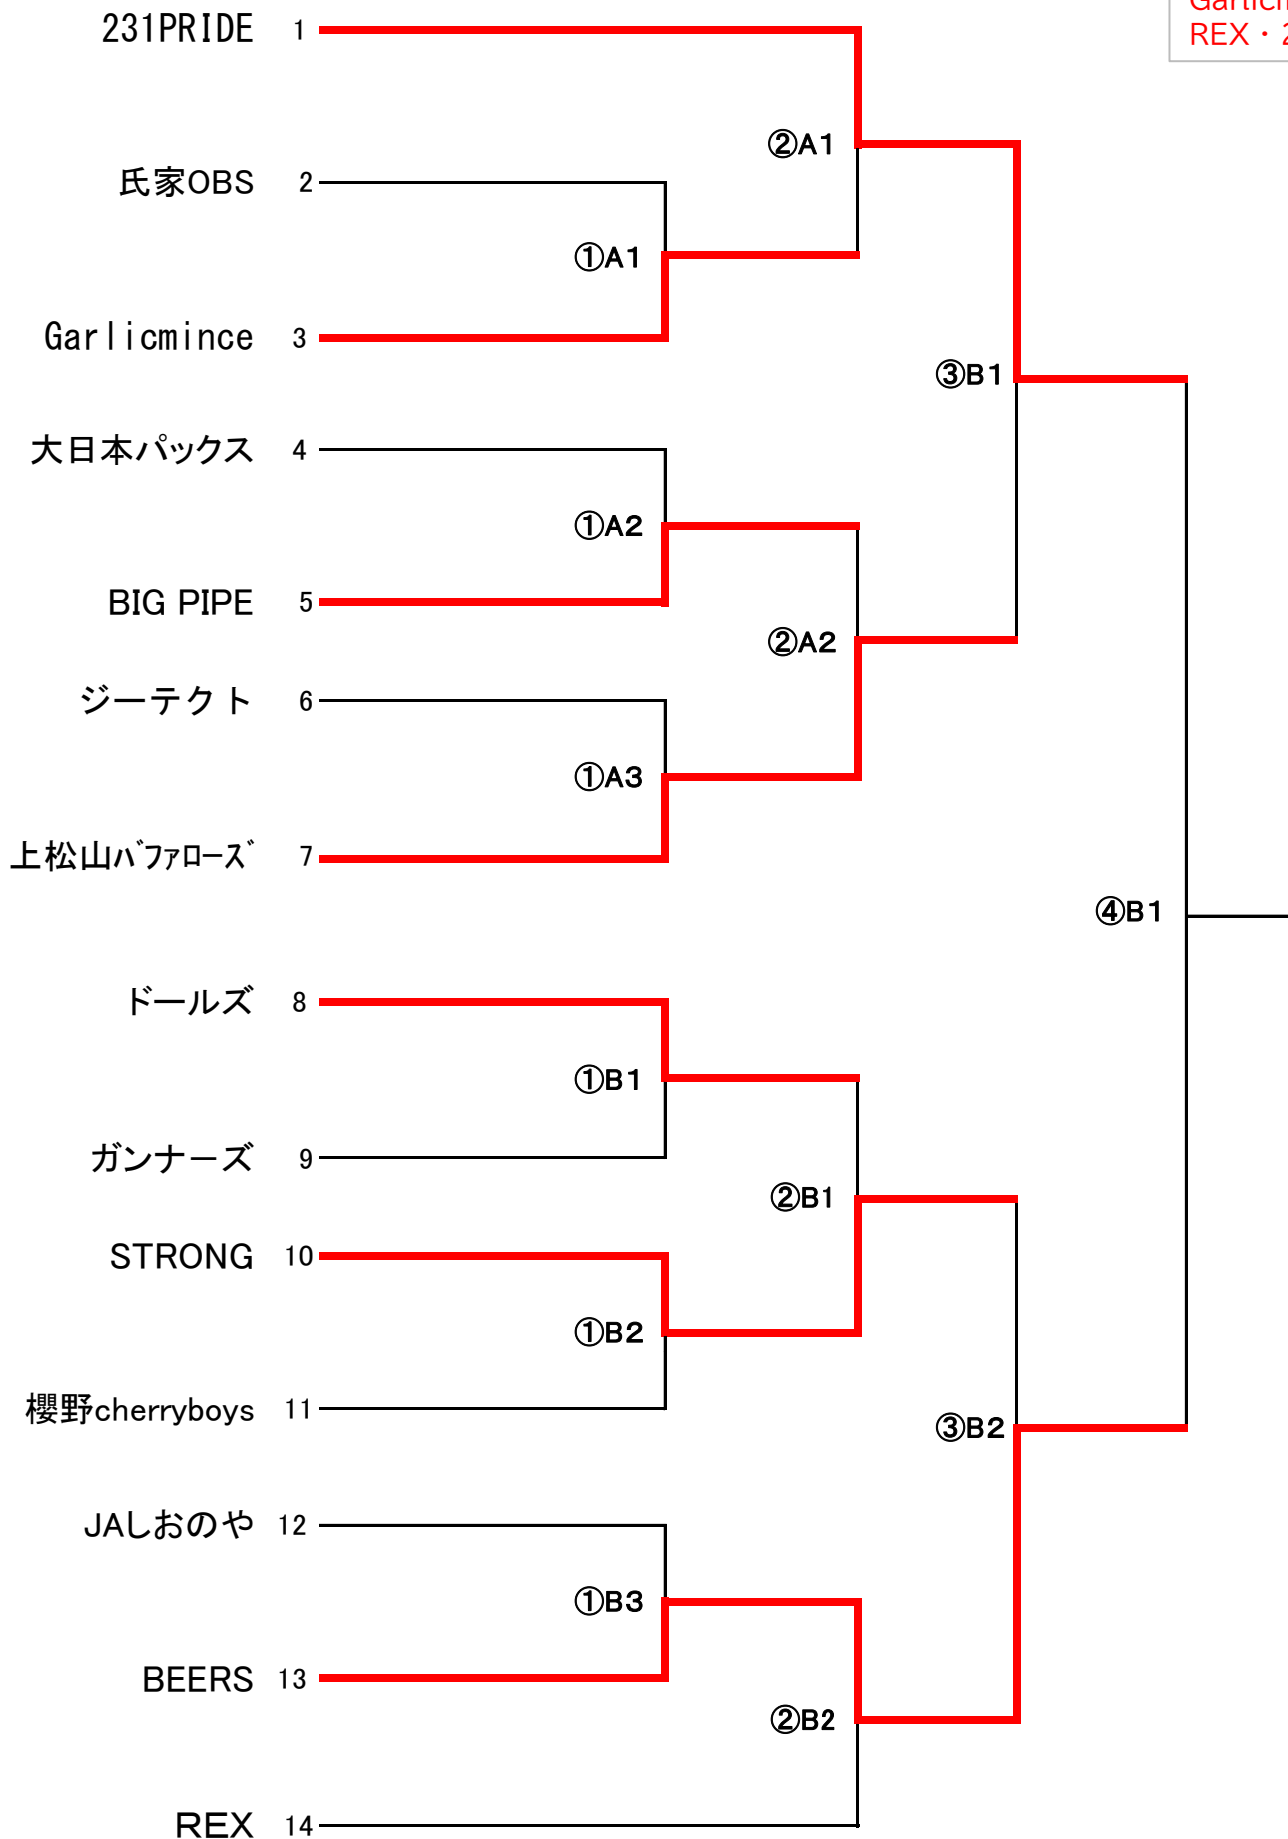 REX・2
231PRIDE 1
②A1
氏家OBS 2
①A1
Garlicmince 3
③B1
大日本パックス 4
①A2
BIG PIPE 5
②A2
ジーテクト 6
①A3
上松山バファローズ 7
④B1
ドールズ 8
①B1
ガンナーズ 9
②B1
STRONG 10
①B2
櫻野cherryboys 11
③B2
JAしおのや 12
①B3
BEERS 13
②B2
REX 14